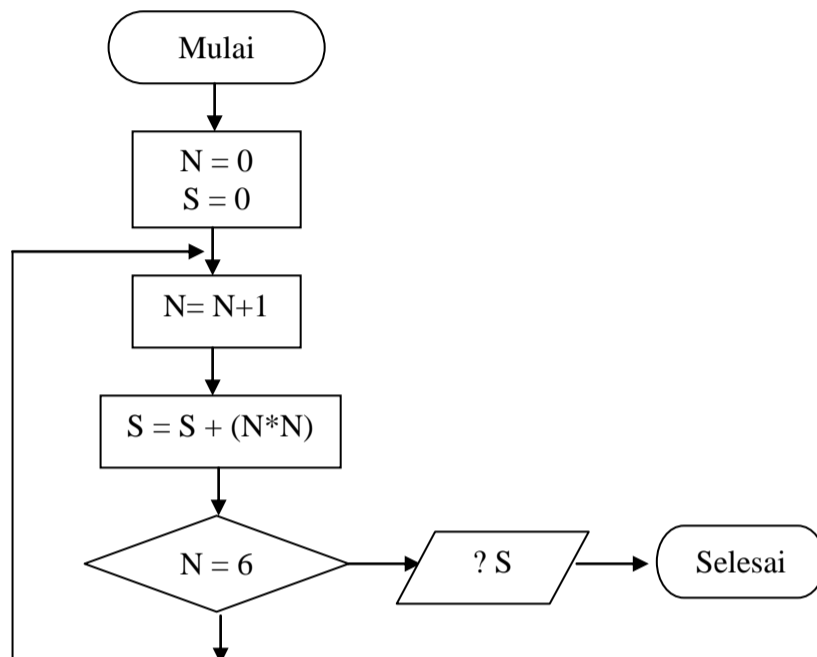 Mulai
N = 0
S = 0
N= N+1
S = S + (N*N)
N = 6
? S
Selesai